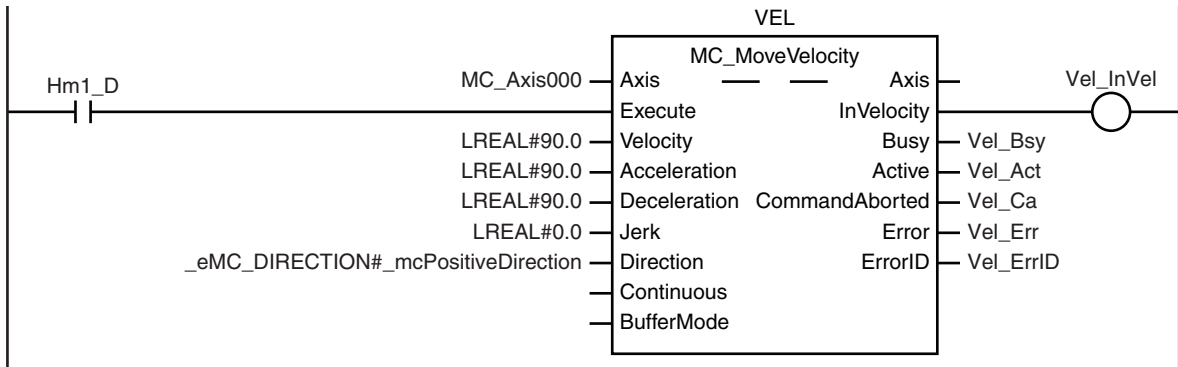 VEL
MC_MoveVelocity
Hm1_D
MC_Axis000 Axis Axis Vel_InVel
Execute InVelocity
LREAL#90.0 Velocity Busy Vel_Bsy
LREAL#90.0 Acceleration Active Vel_Act
LREAL#90.0 Deceleration CommandAborted Vel_Ca
LREAL#0.0 Jerk Error Vel_Err
_eMC_DIRECTION#_mcPositiveDirection Direction ErrorID Vel_ErrID
Continuous
BufferMode